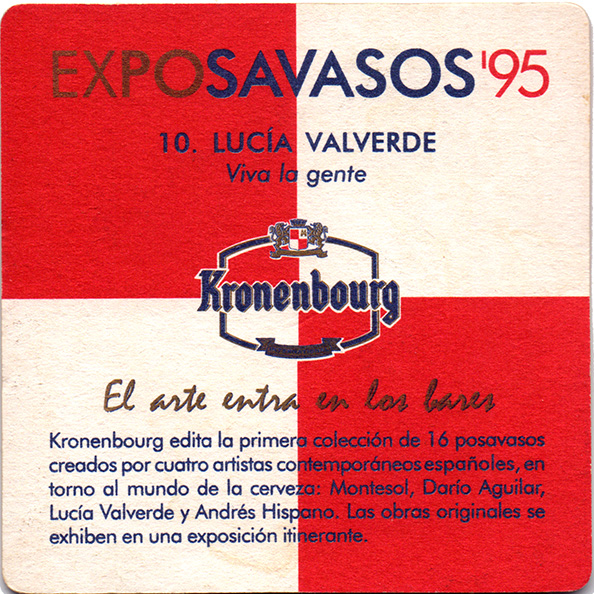 EXPOSAVASOS '95
10. LUCÍA VALVERDE
Viva la gente
Kronenbourg
El arte entra en los bares
Kronenbourg edita la primera colección de 16 posavasos
creados por cuatro artistas contemporáneos españoles, en
torno al mundo de la cerveza: Montesol, Darío Aguilar,
Lucía Valverde y Andrés Hispano. Las obras originales se
exhiben en una exposición itinerante.